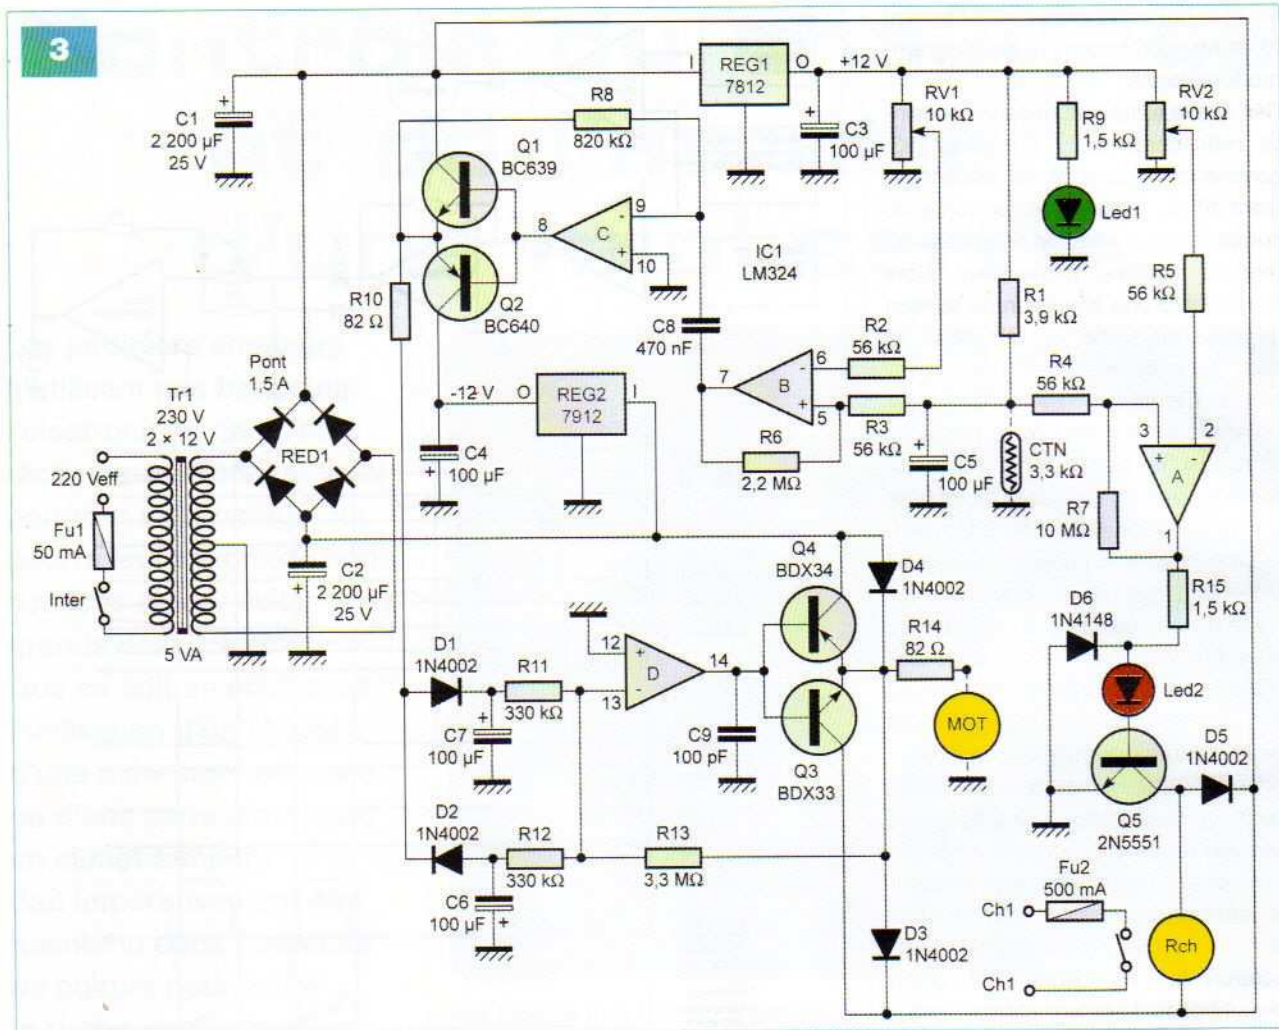 3
C1
2 200 µF
25 V
R8
820 kΩ
I
REG1
7812
O
+12 V
C3
100 µF
RV1
10 kΩ
R9
1,5 kΩ
RV2
10 kΩ
Q1
BC639
Led1
8
C
9
-
+
10
IC1
LM324
R10
82 Ω
Q2
BC640
R5
56 kΩ
R1
3,9 kΩ
C8
470 nF
R2
56 kΩ
Pont
1,5 A
-12 V
O
REG2
7912
I
7
B
6
-
+
5
R4
56 kΩ
Tr1
230 V
2 × 12 V
RED1
C4
+
100 µF
R3
56 kΩ
3
2
+
-
A
1
220 Veff
R6
2,2 MΩ
+
C5
100 µF
CTN
3,3 kΩ
R7
10 MΩ
Fu1
50 mA
Inter
5 VA
C2
+
2 200 µF
25 V
Q4
BDX34
D4
1N4002
D6
1N4148
R15
1,5 kΩ
D1
1N4002
R11
330 kΩ
12
+
D
-
13
14
R14
82 Ω
Led2
+
C7
100 µF
C9
100 pF
MOT
D5
1N4002
Q3
BDX33
D2
1N4002
R12
330 kΩ
R13
3,3 MΩ
Q5
2N5551
C6
100 µF
+
Fu2
500 mA
Ch1
D3
1N4002
Rch
Ch1